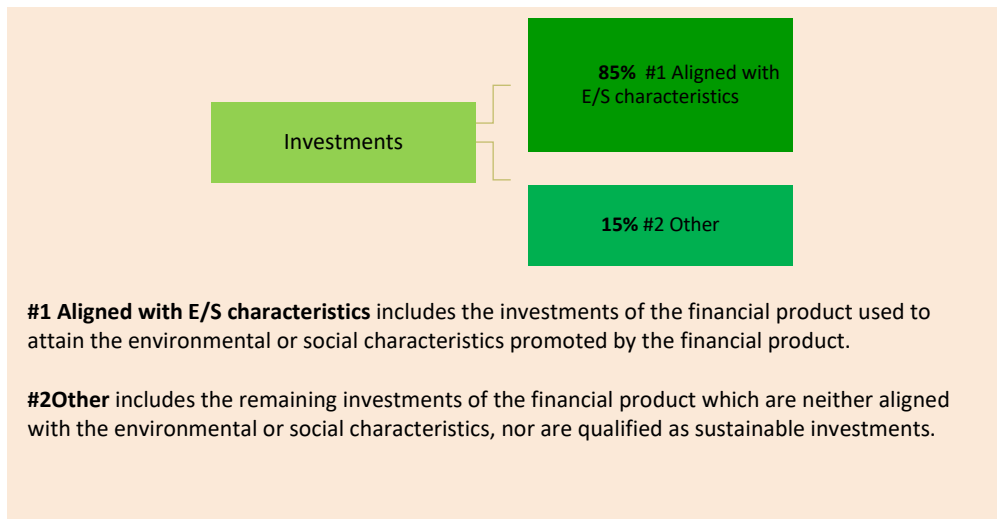 85% #1 Aligned with
E/S characteristics
Investments
15% #2 Other
#1 Aligned with E/S characteristics includes the investments of the financial product used to
attain the environmental or social characteristics promoted by the financial product.
#2Other includes the remaining investments of the financial product which are neither aligned
with the environmental or social characteristics, nor are qualified as sustainable investments.